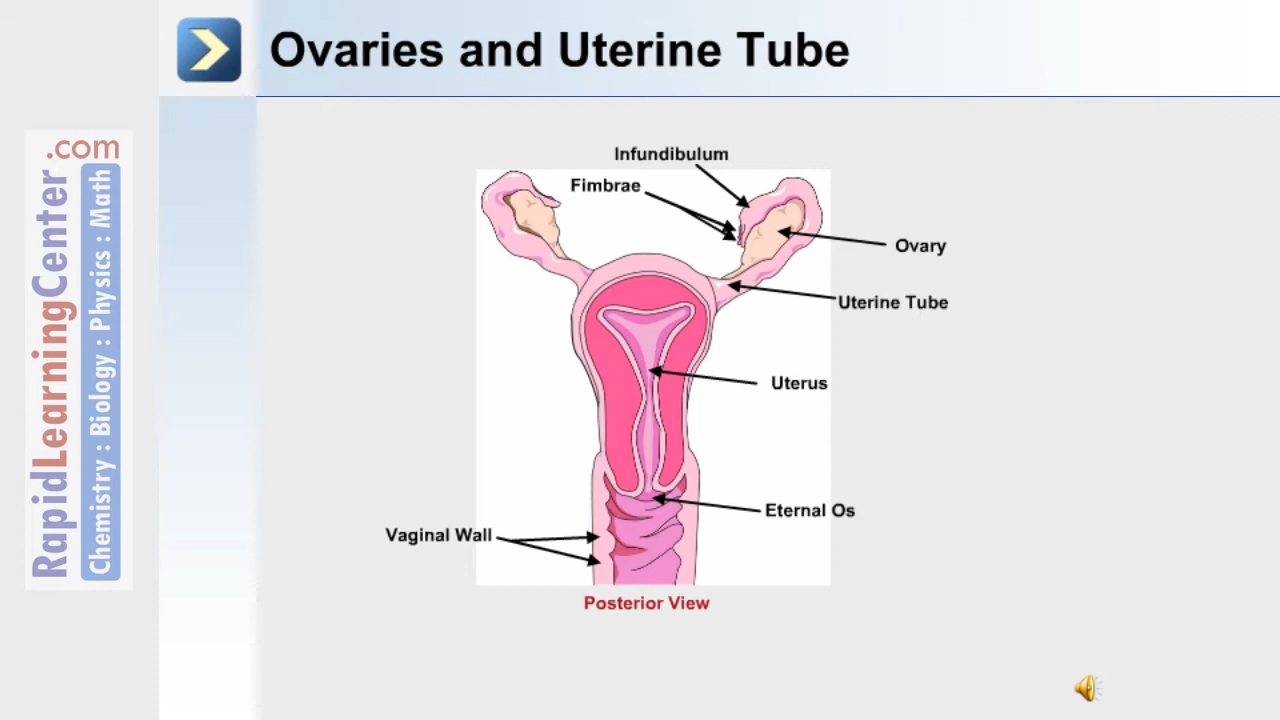 Ovaries and Uterine Tube
RapidLearningCenter.com
Chemistry : Biology : Physics : Math
Infundibulum
Fimbrae
Ovary
Uterine Tube
Uterus
Eternal Os
Vaginal Wall
Posterior View